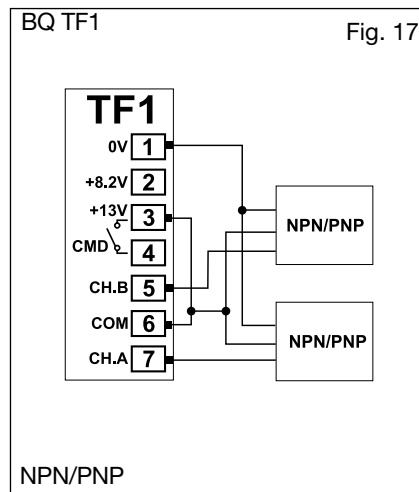 BQ TF1
Fig. 17
TF1
0V 1
+8.2V 2
+13V 3
CMD 4
CH.B 5
COM 6
CH.A 7
NPN/PNP
NPN/PNP
NPN/PNP